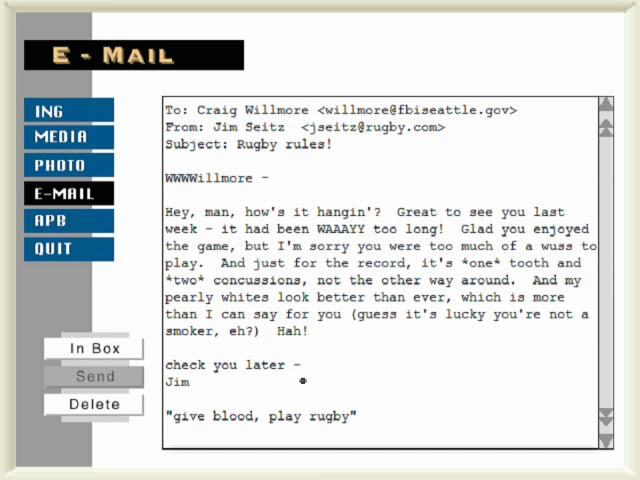 E - MAIL
ING
MEDIA
PHOTO
E-MAIL
APB
QUIT
In Box
Send
Delete
To: Craig Willmore <willmore@fbiseattle.gov>
From: Jim Seitz  <jseitz@rugby.com>
Subject: Rugby rules!
WWWWillmore -
Hey, man, how's it hangin'?  Great to see you last
week - it had been WAAAYY too long!  Glad you enjoyed
the game, but I'm sorry you were too much of a wuss to
play.  And just for the record, it's *one* tooth and
*two* concussions, not the other way around.  And my
pearly whites look better than ever, which is more
than I can say for you (guess it's lucky you're not a
smoker, eh?)  Hah!
check you later -
Jim
"give blood, play rugby"